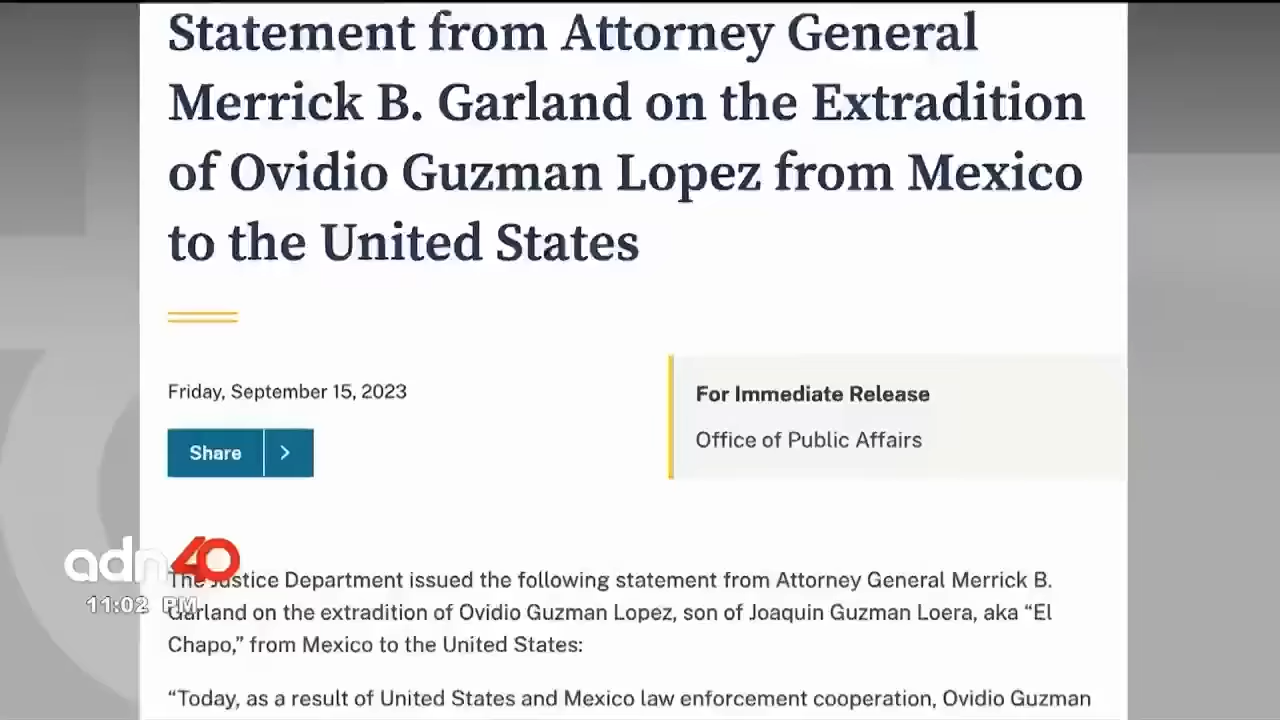 Statement from Attorney General
Merrick B. Garland on the Extradition
of Ovidio Guzman Lopez from Mexico
to the United States
Friday, September 15, 2023
Share
For Immediate Release
Office of Public Affairs
adn40
11:02 PM
The Justice Department issued the following statement from Attorney General Merrick B.
Garland on the extradition of Ovidio Guzman Lopez, son of Joaquin Guzman Loera, aka “El
Chapo,” from Mexico to the United States:
“Today, as a result of United States and Mexico law enforcement cooperation, Ovidio Guzman